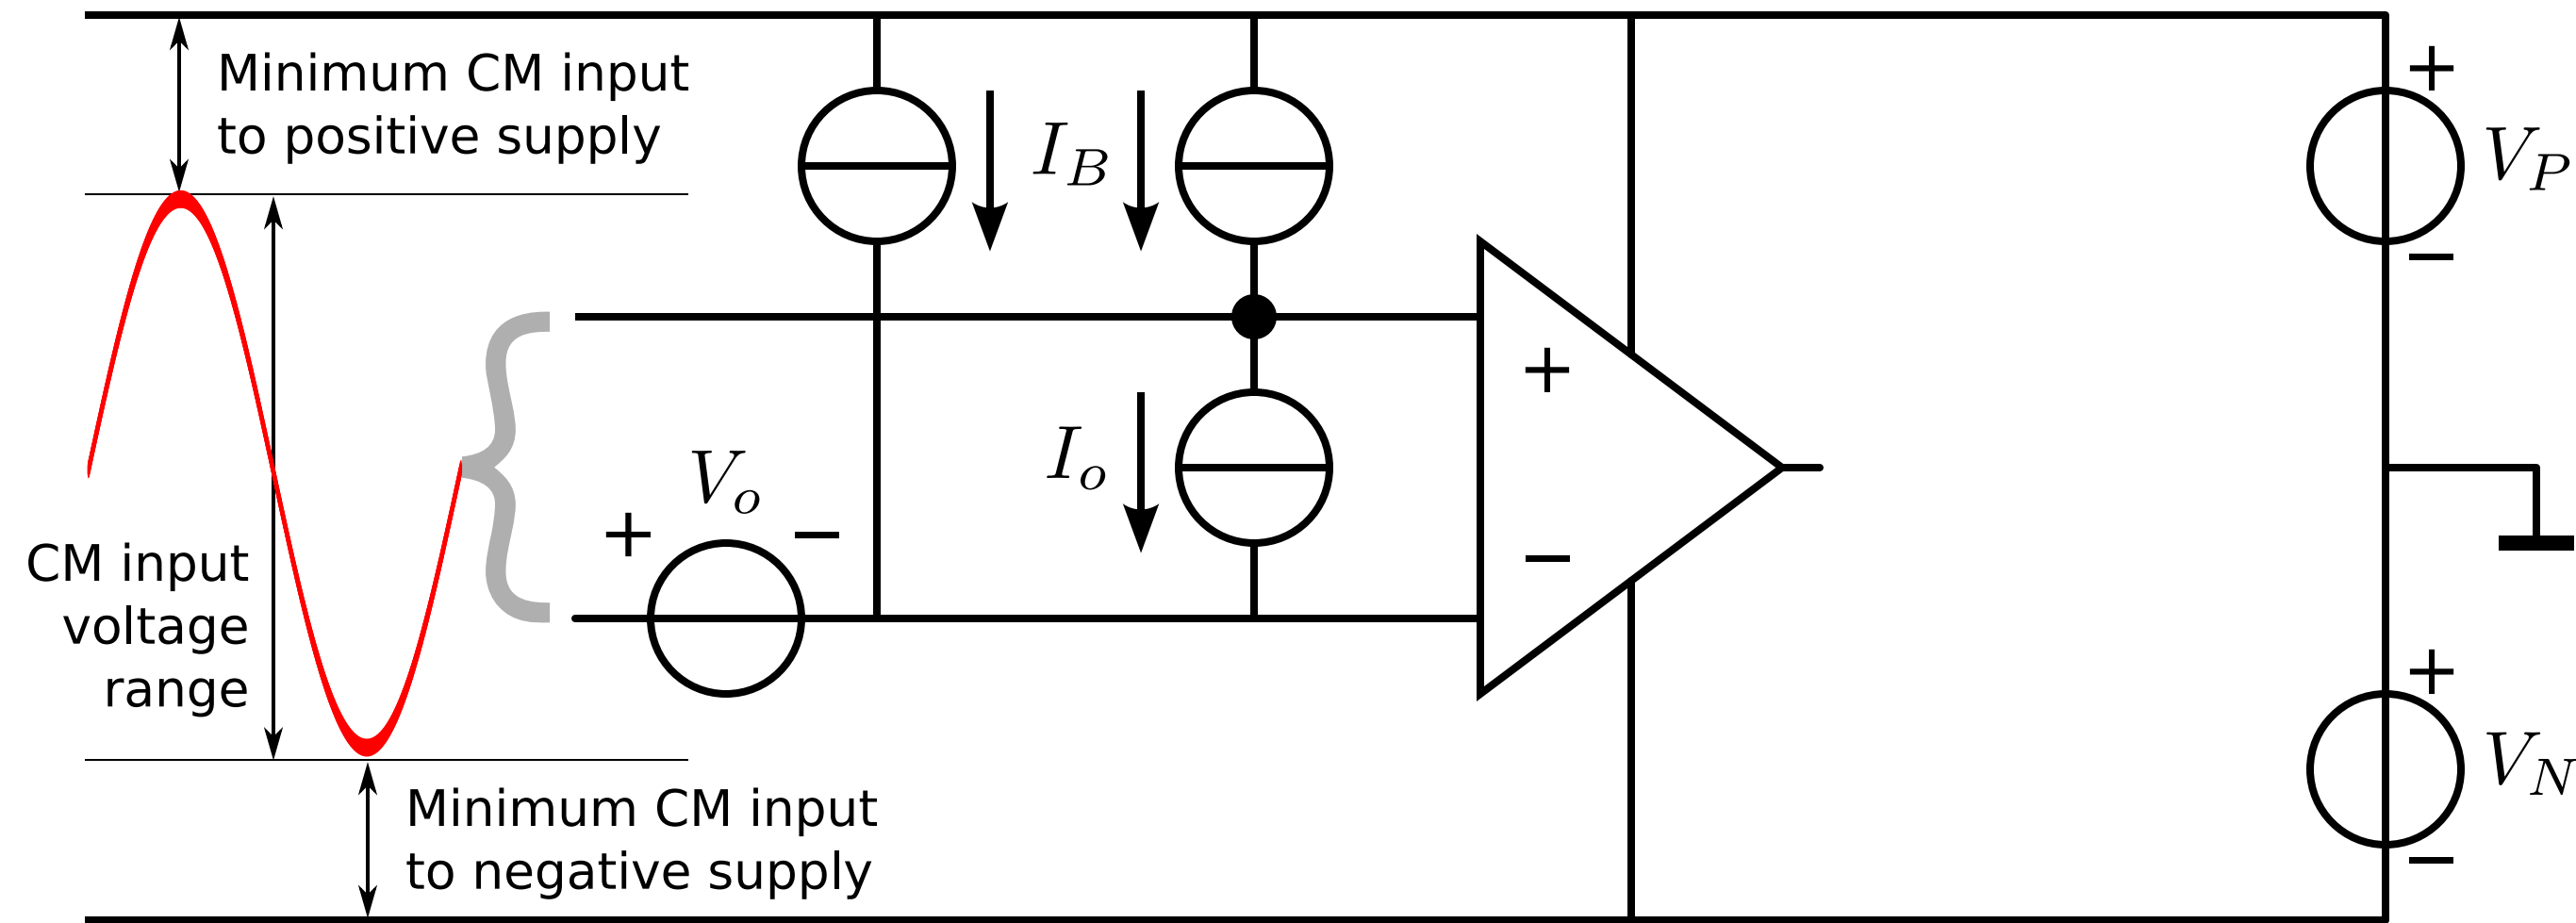 Minimum CM input
to positive supply
+
V_P
−
I_B
+
I_o
V_o
+
−
−
CM input
voltage
range
+
V_N
−
Minimum CM input
to negative supply